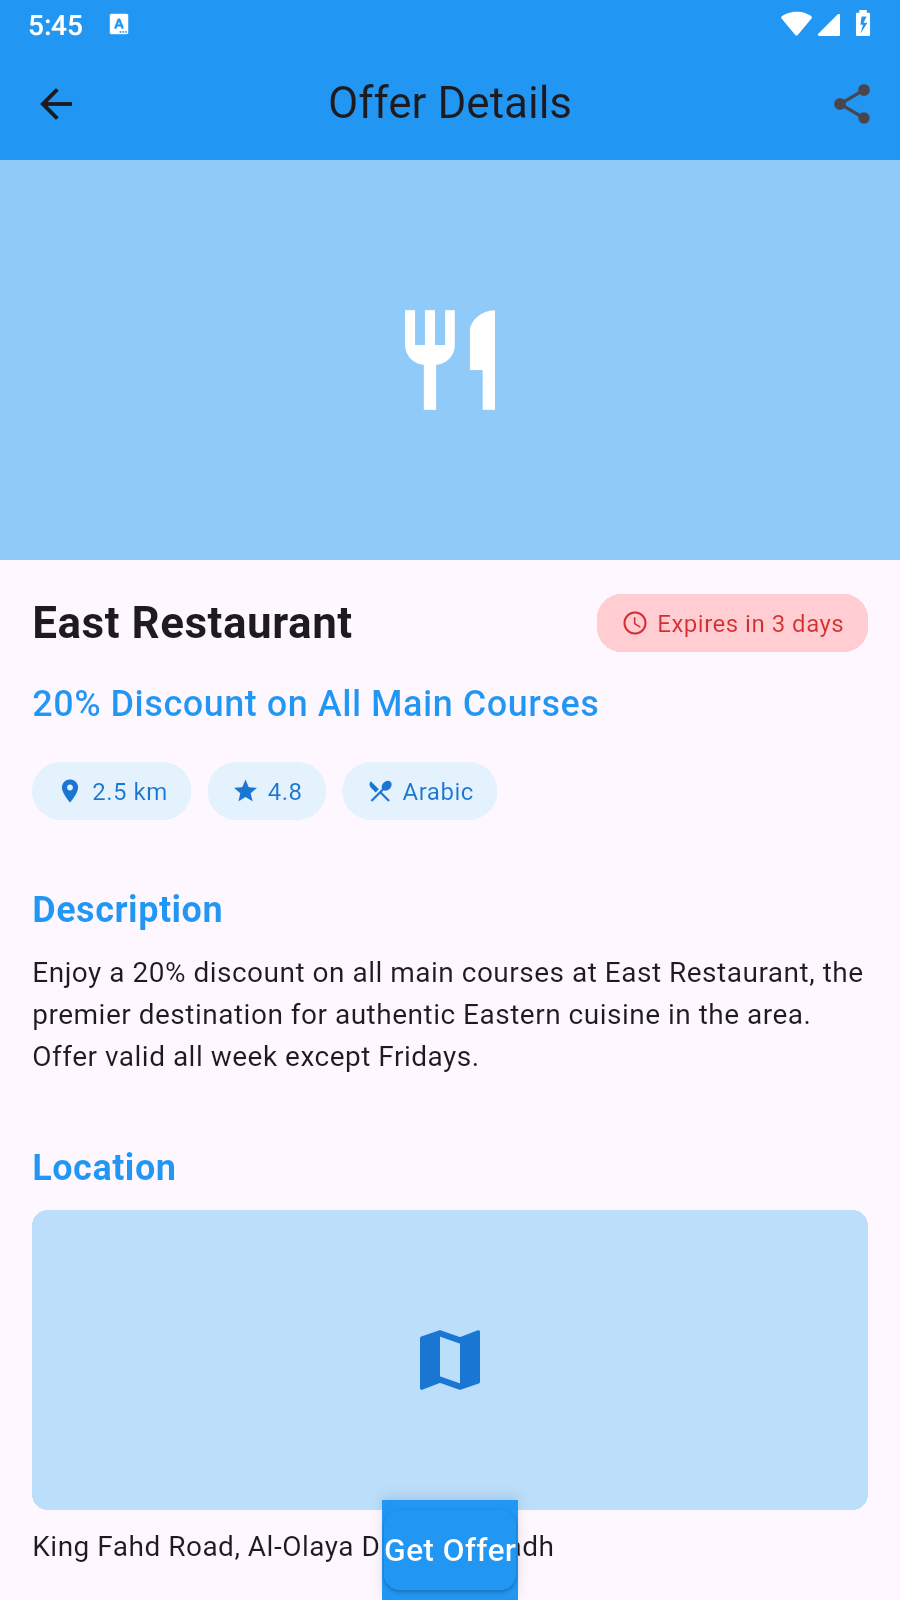 5:45
Offer Details
East Restaurant
Expires in 3 days
20% Discount on All Main Courses
2.5 km
4.8
Arabic
Description
Enjoy a 20% discount on all main courses at East Restaurant, the
premier destination for authentic Eastern cuisine in the area.
Offer valid all week except Fridays.
Location
King Fahd Road, Al-Olaya
Get Offer